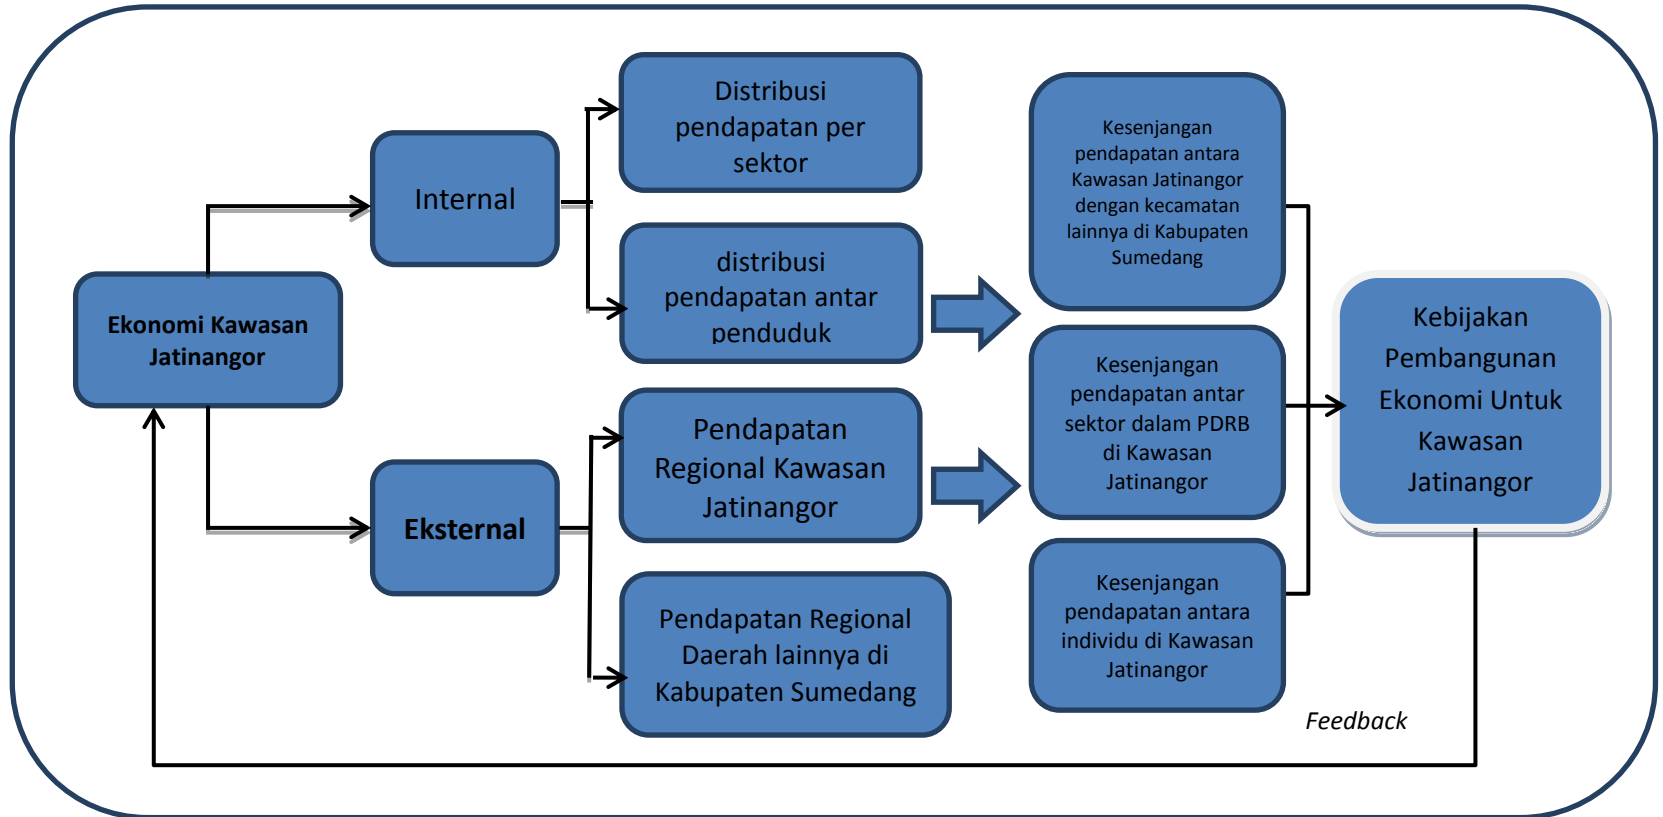 Distribusi
pendapatan per
sektor
Internal
distribusi
pendapatan antar
penduduk
Ekonomi Kawasan
Jatinangor
Eksternal
Pendapatan
Regional Kawasan
Jatinangor
Pendapatan Regional
Daerah lainnya di
Kabupaten Sumedang
Kesenjangan
pendapatan antara
Kawasan Jatinangor
dengan kecamatan
lainnya di Kabupaten
Sumedang
Kesenjangan
pendapatan antar
sektor dalam PDRB
di Kawasan
Jatinangor
Kesenjangan
pendapatan antara
individu di Kawasan
Jatinangor
Kebijakan
Pembangunan
Ekonomi Untuk
Kawasan
Jatinangor
Feedback